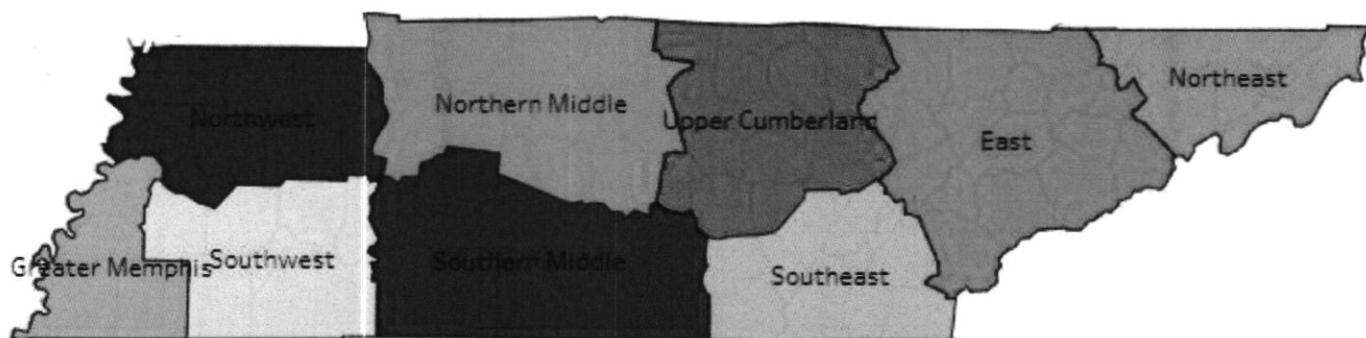 Northeast
Northern Middle
Northwest
Upper Cumberland
East
Greater Memphis
Southwest
Southern Middle
Southeast